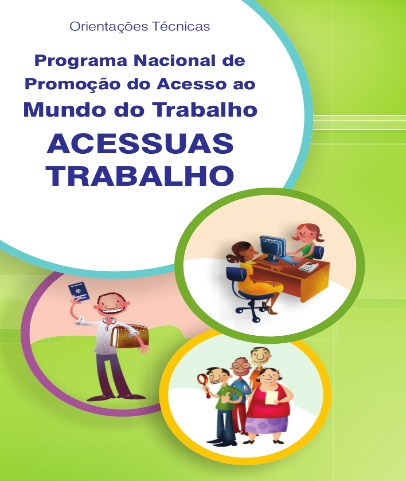 Orientações Técnicas
Programa Nacional de
Promoção do Acesso ao
Mundo do Trabalho
ACESSUAS
TRABALHO